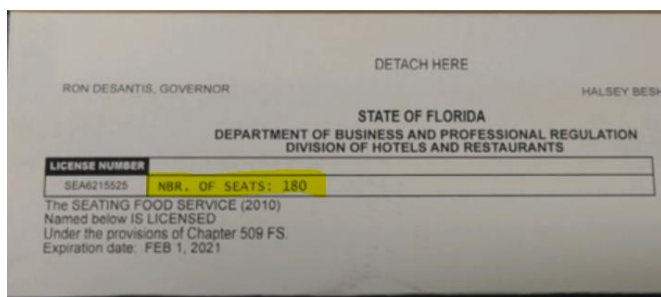 DETACH HERE
RON DESANTIS, GOVERNOR HALSEY BESH
STATE OF FLORIDA
DEPARTMENT OF BUSINESS AND PROFESSIONAL REGULATION
DIVISION OF HOTELS AND RESTAURANTS
LICENSE NUMBER
SEA6215525 NBR. OF SEATS: 180
The SEATING FOOD SERVICE (2010)
Named below IS LICENSED
Under the provisions of Chapter 509 FS.
Expiration date: FEB 1, 2021